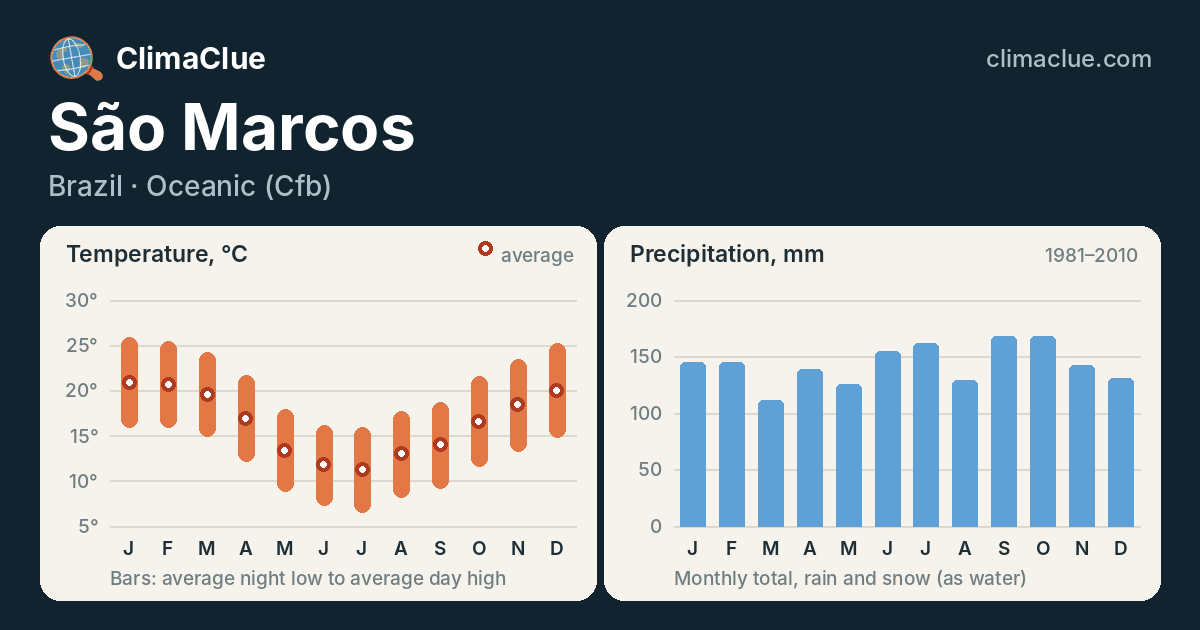 ClimaClue
climaclue.com
São Marcos
Brazil · Oceanic (Cfb)
Temperature, °C
average
30°
25°
20°
15°
10°
5°
J F M A M J J A S O N D
Bars: average night low to average day high
Precipitation, mm
1981–2010
200
150
100
50
0
J F M A M J J A S O N D
Monthly total, rain and snow (as water)